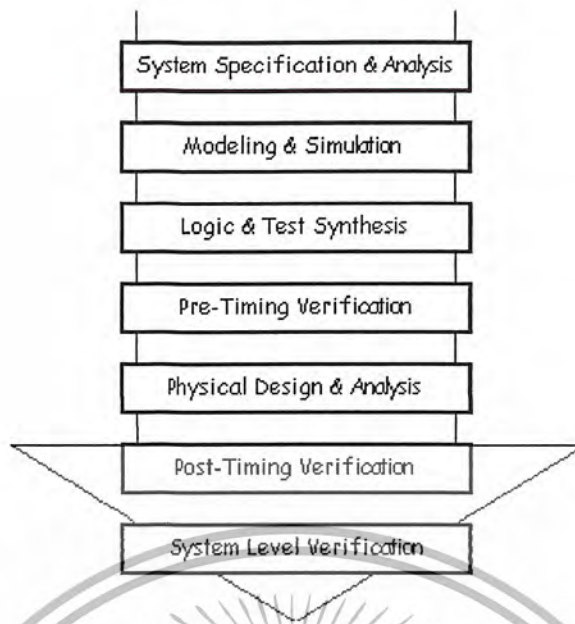 System Specification & Analysis
Modeling & Simulation
Logic & Test Synthesis
Pre-Timing Verification
Physical Design & Analysis
Post-Timing Verification
System Level Verification